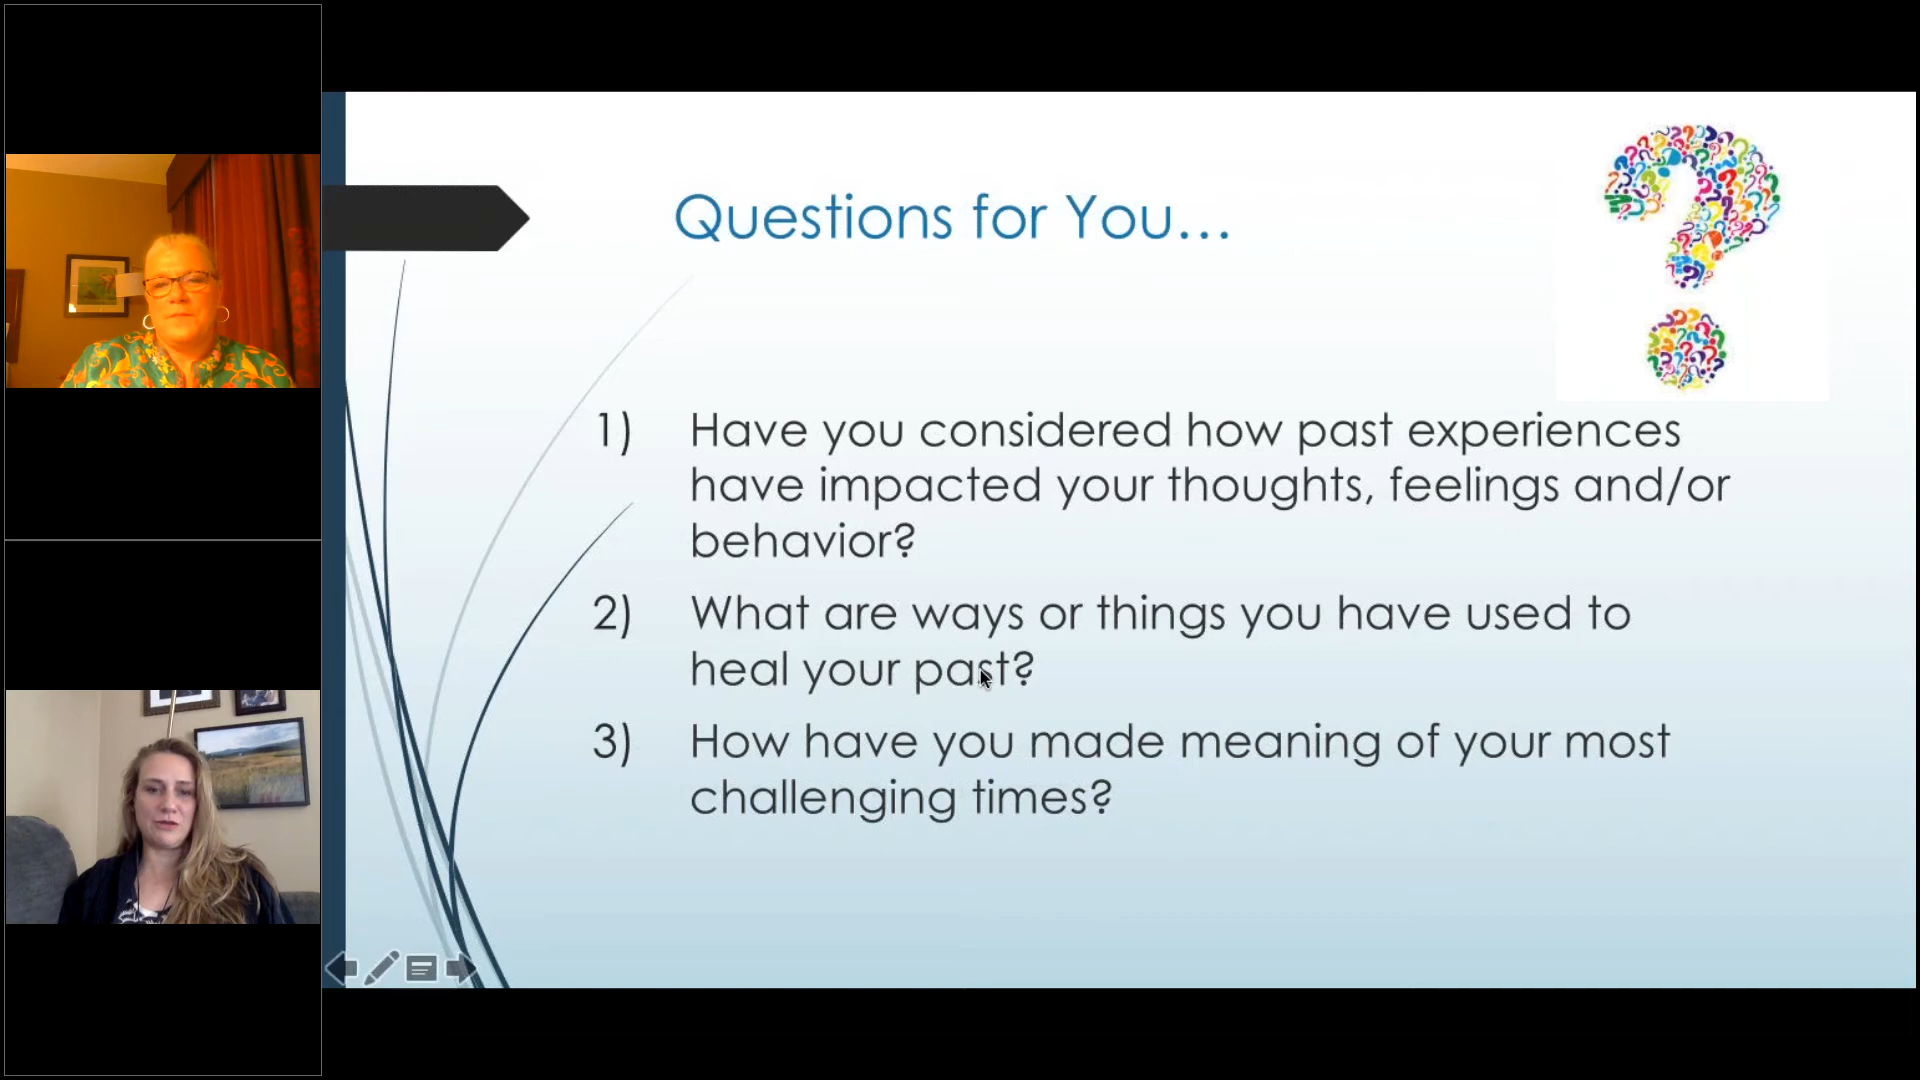 Questions for You...
1) Have you considered how past experiences
have impacted your thoughts, feelings and/or
behavior?
2) What are ways or things you have used to
heal your past?
3) How have you made meaning of your most
challenging times?